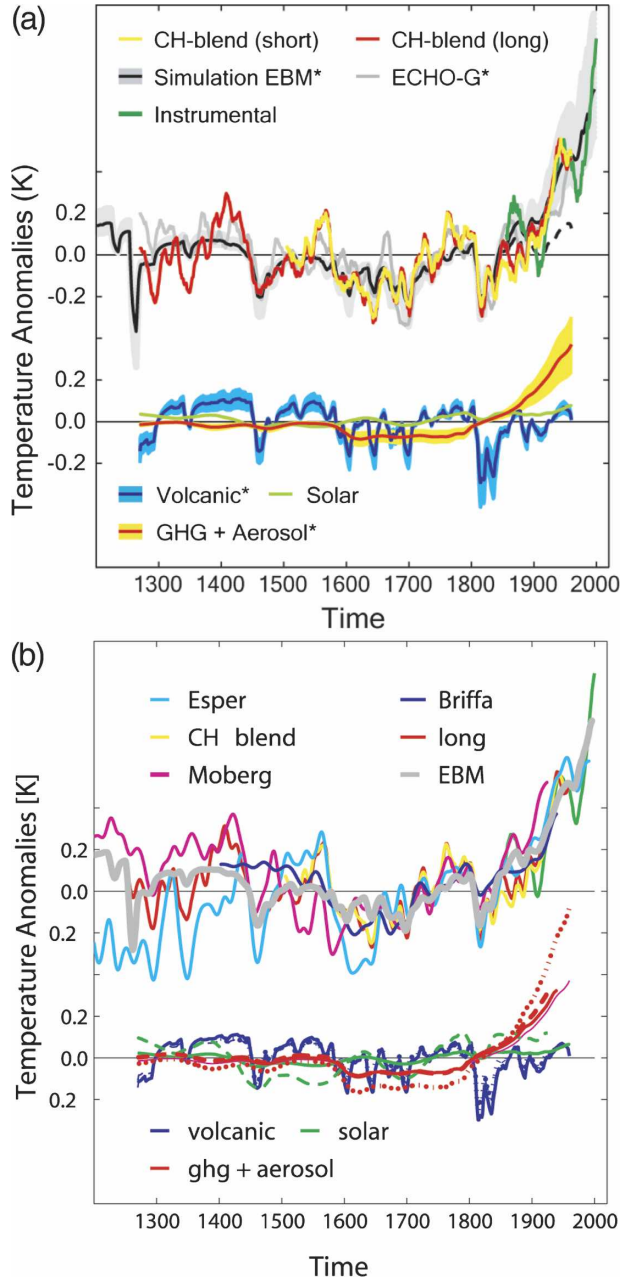 (a)
CH-blend (short) CH-blend (long)
Simulation EBM* ECHO-G*
Instrumental
Temperature Anomalies (K)
0.2
0.0
-0.2
0.2
0.0
-0.2
Volcanic* Solar
GHG + Aerosol*
1300 1400 1500 1600 1700 1800 1900 2000
Time
(b)
Esper Briffa
CH blend long
Moberg EBM
Temperature Anomalies [K]
0.2
0.0
0.2
0.2
0.0
0.2
volcanic solar
ghg + aerosol
1300 1400 1500 1600 1700 1800 1900 2000
Time